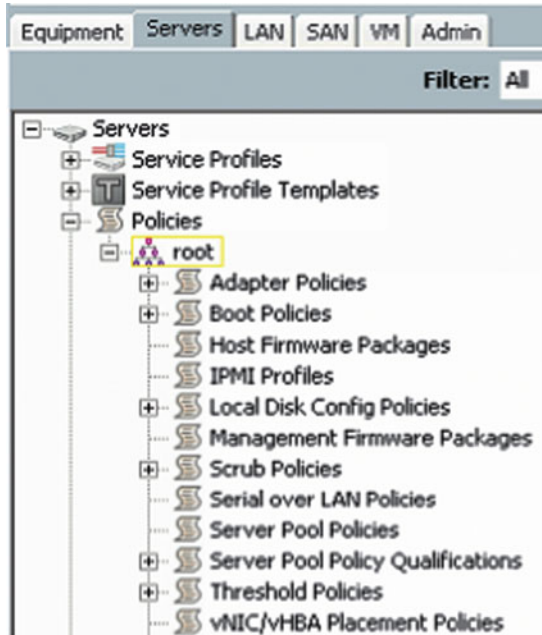 Equipment Servers LAN SAN VM Admin
Filter: All
Servers
Service Profiles
Service Profile Templates
Policies
root
Adapter Policies
Boot Policies
Host Firmware Packages
IPMI Profiles
Local Disk Config Policies
Management Firmware Packages
Scrub Policies
Serial over LAN Policies
Server Pool Policies
Server Pool Policy Qualifications
Threshold Policies
vNIC/vHBA Placement Policies